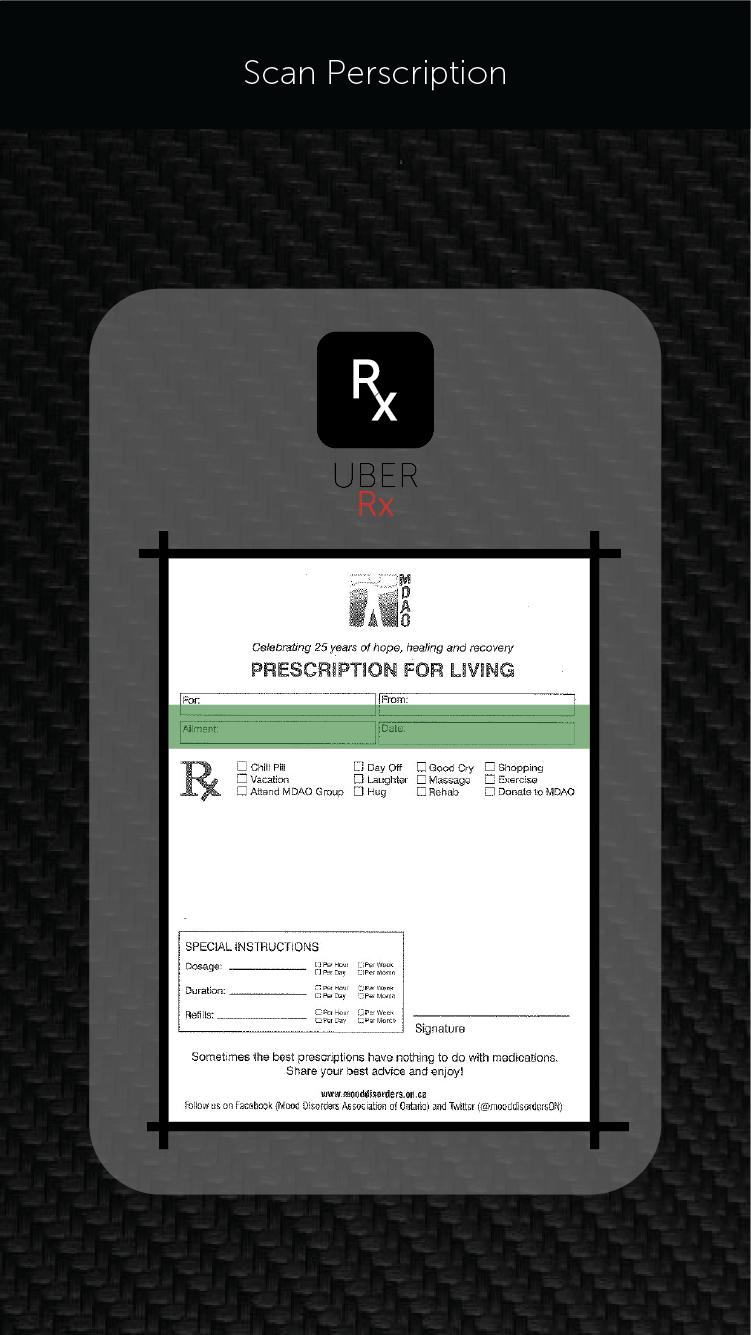 Scan Perscription
Rx
UBER
Rx
MDAO
Celebrating 25 years of hope, healing and recovery
PRESCRIPTION FOR LIVING
For: From:
Ailment: Date:
Rx
Chill Pill Day Off Good Cry Shopping
Vacation Laughter Massage Exercise
Attend MDAO Group Hug Rehab Donate to MDAO
SPECIAL INSTRUCTIONS
Dosage: Per Hour Per Week
Per Day Per Month
Duration: Per Hour Per Week
Per Day Per Month
Refills: Per Hour Per Week
Per Day Per Month
Signature
Sometimes the best prescriptions have nothing to do with medications.
Share your best advice and enjoy!
www.mooddisorders.on.ca
Follow us on Facebook (Mood Disorders Association of Ontario) and Twitter (@mooddisordersON)